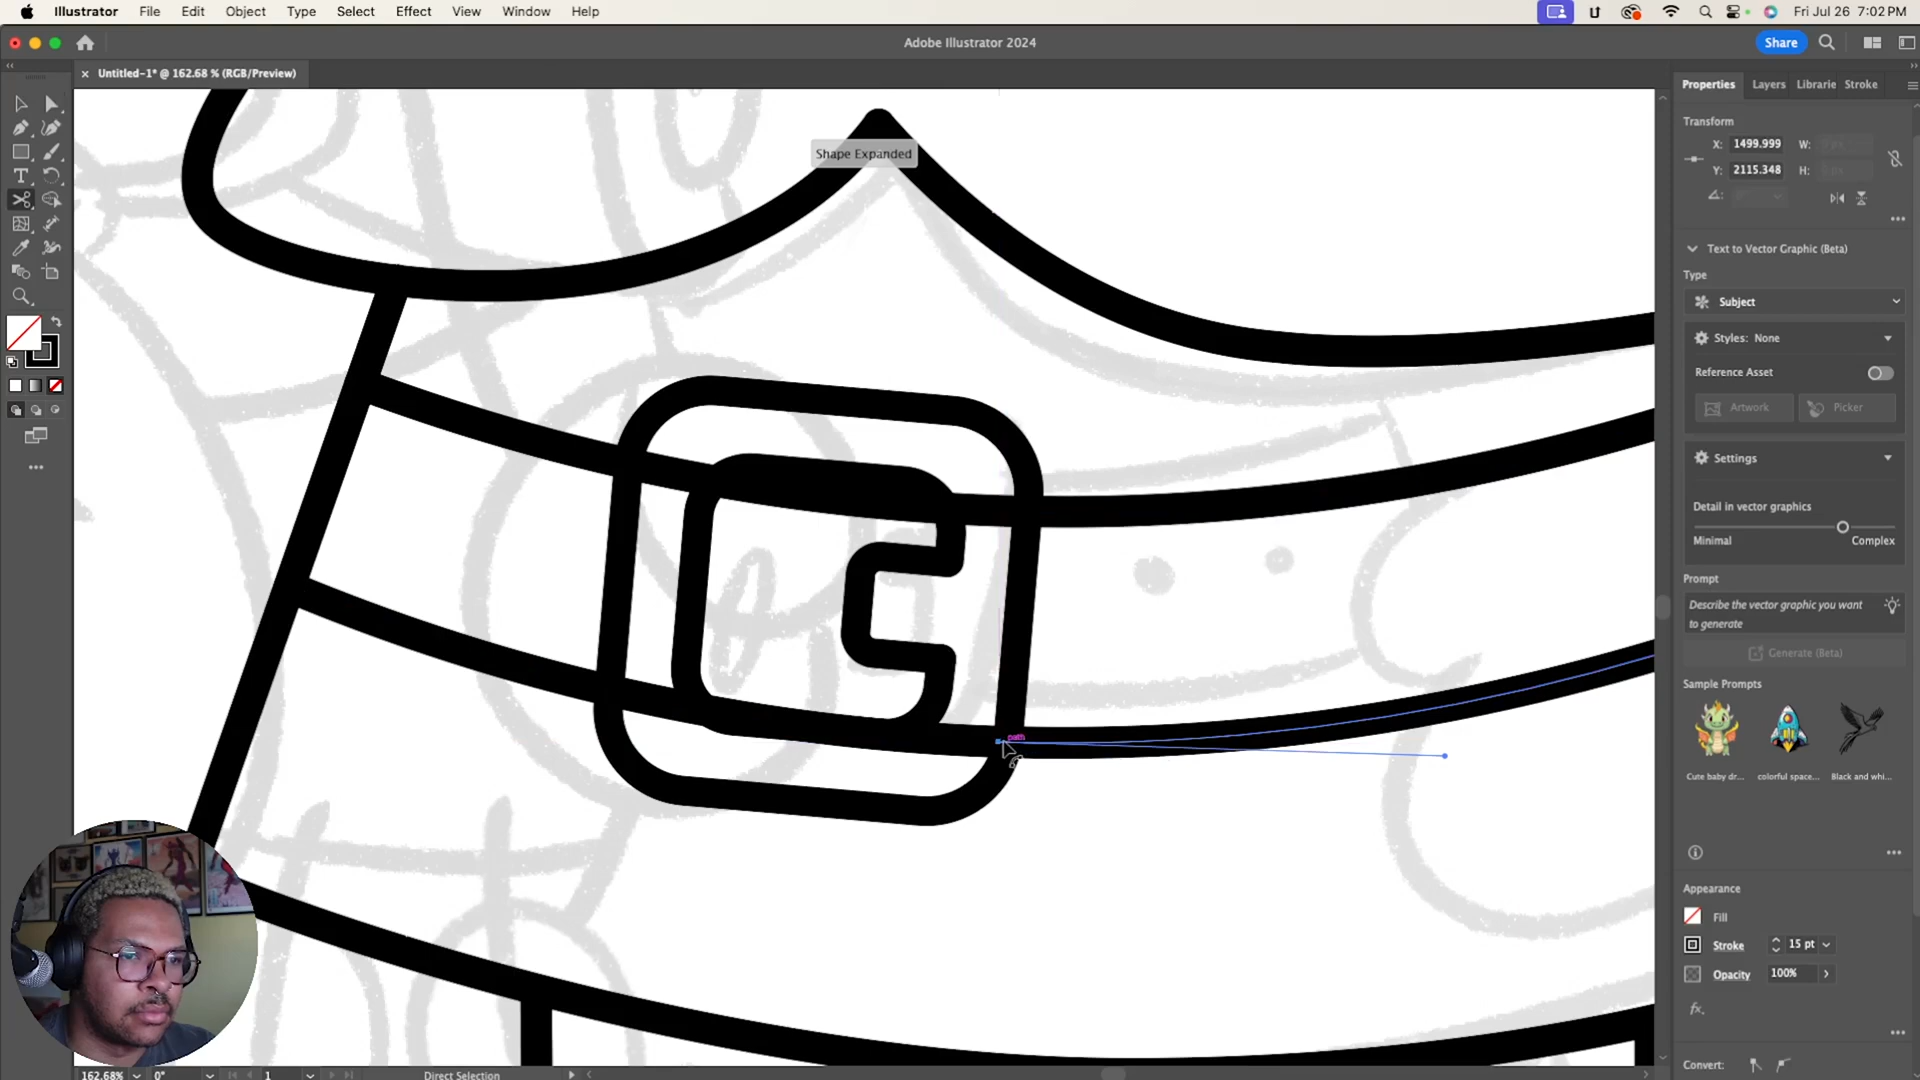 Illustrator File Edit Object Type Select Effect View Window Help
Fri Jul 26 7:02 PM
Adobe Illustrator 2024
Share
× Untitled-1* @ 162.68 % (RGB/Preview)
Properties Layers Librarie Stroke
Transform
X: 1499.999 W:
Y: 2115.348 H:
Shape Expanded
Text to Vector Graphic (Beta)
Type
Subject
Styles: None
Reference Asset
Artwork Picker
Settings
Detail in vector graphics
Minimal Complex
Prompt
Describe the vector graphic you want
to generate
Generate (Beta)
Sample Prompts
path
Cute baby dr... colorful space... Black and whi...
Appearance
Fill
Stroke 15 pt
Opacity 100%
fx.
Convert:
162.68% 0° 1 Direct Selection